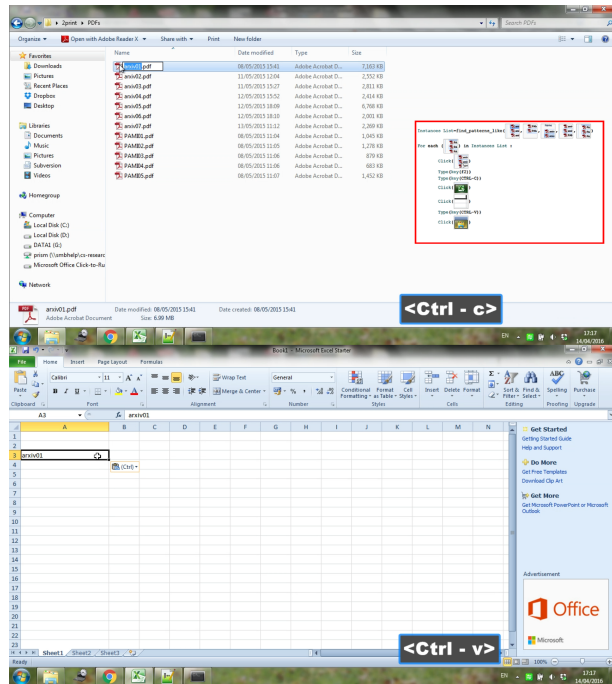 2print ▸ PDFs
Search PDFs
Organize
Open with Adobe Reader X
Share with
Print
New folder
Name
Date modified
Type
Size
Favorites
Downloads
Pictures
Recent Places
Dropbox
Desktop
Libraries
Documents
Music
Pictures
Subversion
Videos
Homegroup
Computer
Local Disk (C:)
Local Disk (D:)
DATA1 (G:)
prism (\\smbhelp\cs-researc
Microsoft Office Click-to-Ru
Network
arxiv01.pdf 08/05/2015 15:41 Adobe Acrobat D... 7,163 KB
arxiv02.pdf 11/05/2015 12:04 Adobe Acrobat D... 2,552 KB
arxiv03.pdf 11/05/2015 15:27 Adobe Acrobat D... 2,811 KB
arxiv04.pdf 12/05/2015 15:52 Adobe Acrobat D... 2,414 KB
arxiv05.pdf 12/05/2015 18:09 Adobe Acrobat D... 6,768 KB
arxiv06.pdf 12/05/2015 18:10 Adobe Acrobat D... 2,001 KB
arxiv07.pdf 13/05/2015 11:12 Adobe Acrobat D... 2,269 KB
PAMI01.pdf 08/05/2015 11:04 Adobe Acrobat D... 1,045 KB
PAMI02.pdf 08/05/2015 11:05 Adobe Acrobat D... 1,278 KB
PAMI03.pdf 08/05/2015 11:06 Adobe Acrobat D... 879 KB
PAMI04.pdf 08/05/2015 11:06 Adobe Acrobat D... 683 KB
PAMI05.pdf 08/05/2015 11:07 Adobe Acrobat D... 1,452 KB
Instances List=find_patterns_like( , , , , )
For each ( ) in Instances List :
Click( )
Type(key(F2))
Type(key(CTRL-C))
Click( )
Click( )
Type(key(CTRL-V))
Click( )
arxiv01.pdf Date modified: 08/05/2015 15:41 Date created: 08/05/2015 15:41
Adobe Acrobat Document Size: 6.99 MB
<Ctrl - c>
EN
17:17
14/04/2016
Book1 - Microsoft Excel Starter
File Home Insert Page Layout Formulas
Calibri 11
General
Wrap Text
Merge & Center
Paste
Conditional Formatting
Format as Table
Cell Styles
Insert Delete Format
Sort & Filter
Find & Select
Spelling
Purchase Upgrade
Clipboard Font Alignment Number Styles Cells Editing Proofing Upgrade
A3 fx arxiv01
A B C D E F G H I J K L M N
1
2
3 arxiv01
4 (Ctrl)
5
6
7
8
9
10
11
12
13
14
15
16
17
18
19
20
21
22
23
Get Started
Getting Started Guide
Help and Support
Do More
Get Free Templates
Download Clip Art
Get More
Get Microsoft PowerPoint or Microsoft Outlook
Advertisement
Office
Microsoft
Sheet1 Sheet2 Sheet3
<Ctrl - v>
Ready
100%
EN
17:17
14/04/2016